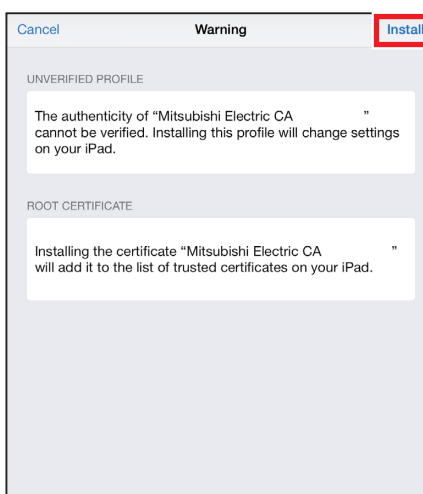 Cancel Warning Install
UNVERIFIED PROFILE
The authenticity of “Mitsubishi Electric CA ”
cannot be verified. Installing this profile will change settings
on your iPad.
ROOT CERTIFICATE
Installing the certificate “Mitsubishi Electric CA ”
will add it to the list of trusted certificates on your iPad.